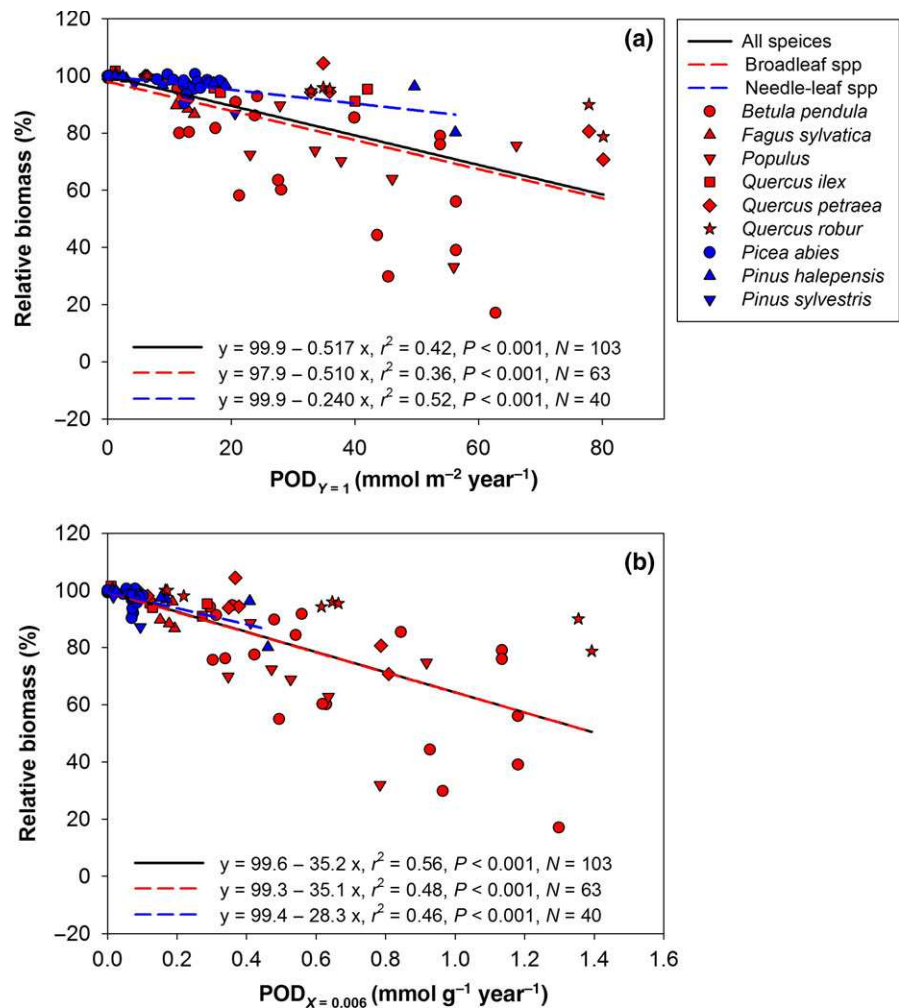 (a)
120
100
80
60
40
20
0
–20
Relative biomass (%)
y = 99.9 – 0.517 x, r² = 0.42, P < 0.001, N = 103
y = 97.9 – 0.510 x, r² = 0.36, P < 0.001, N = 63
y = 99.9 – 0.240 x, r² = 0.52, P < 0.001, N = 40
0 20 40 60 80
POD_Y = 1 (mmol m⁻² year⁻¹)
All speices
Broadleaf spp
Needle-leaf spp
Betula pendula
Fagus sylvatica
Populus
Quercus ilex
Quercus petraea
Quercus robur
Picea abies
Pinus halepensis
Pinus sylvestris
(b)
120
100
80
60
40
20
0
–20
Relative biomass (%)
y = 99.6 – 35.2 x, r² = 0.56, P < 0.001, N = 103
y = 99.3 – 35.1 x, r² = 0.48, P < 0.001, N = 63
y = 99.4 – 28.3 x, r² = 0.46, P < 0.001, N = 40
0.0 0.2 0.4 0.6 0.8 1.0 1.2 1.4 1.6
POD_X = 0.006 (mmol g⁻¹ year⁻¹)